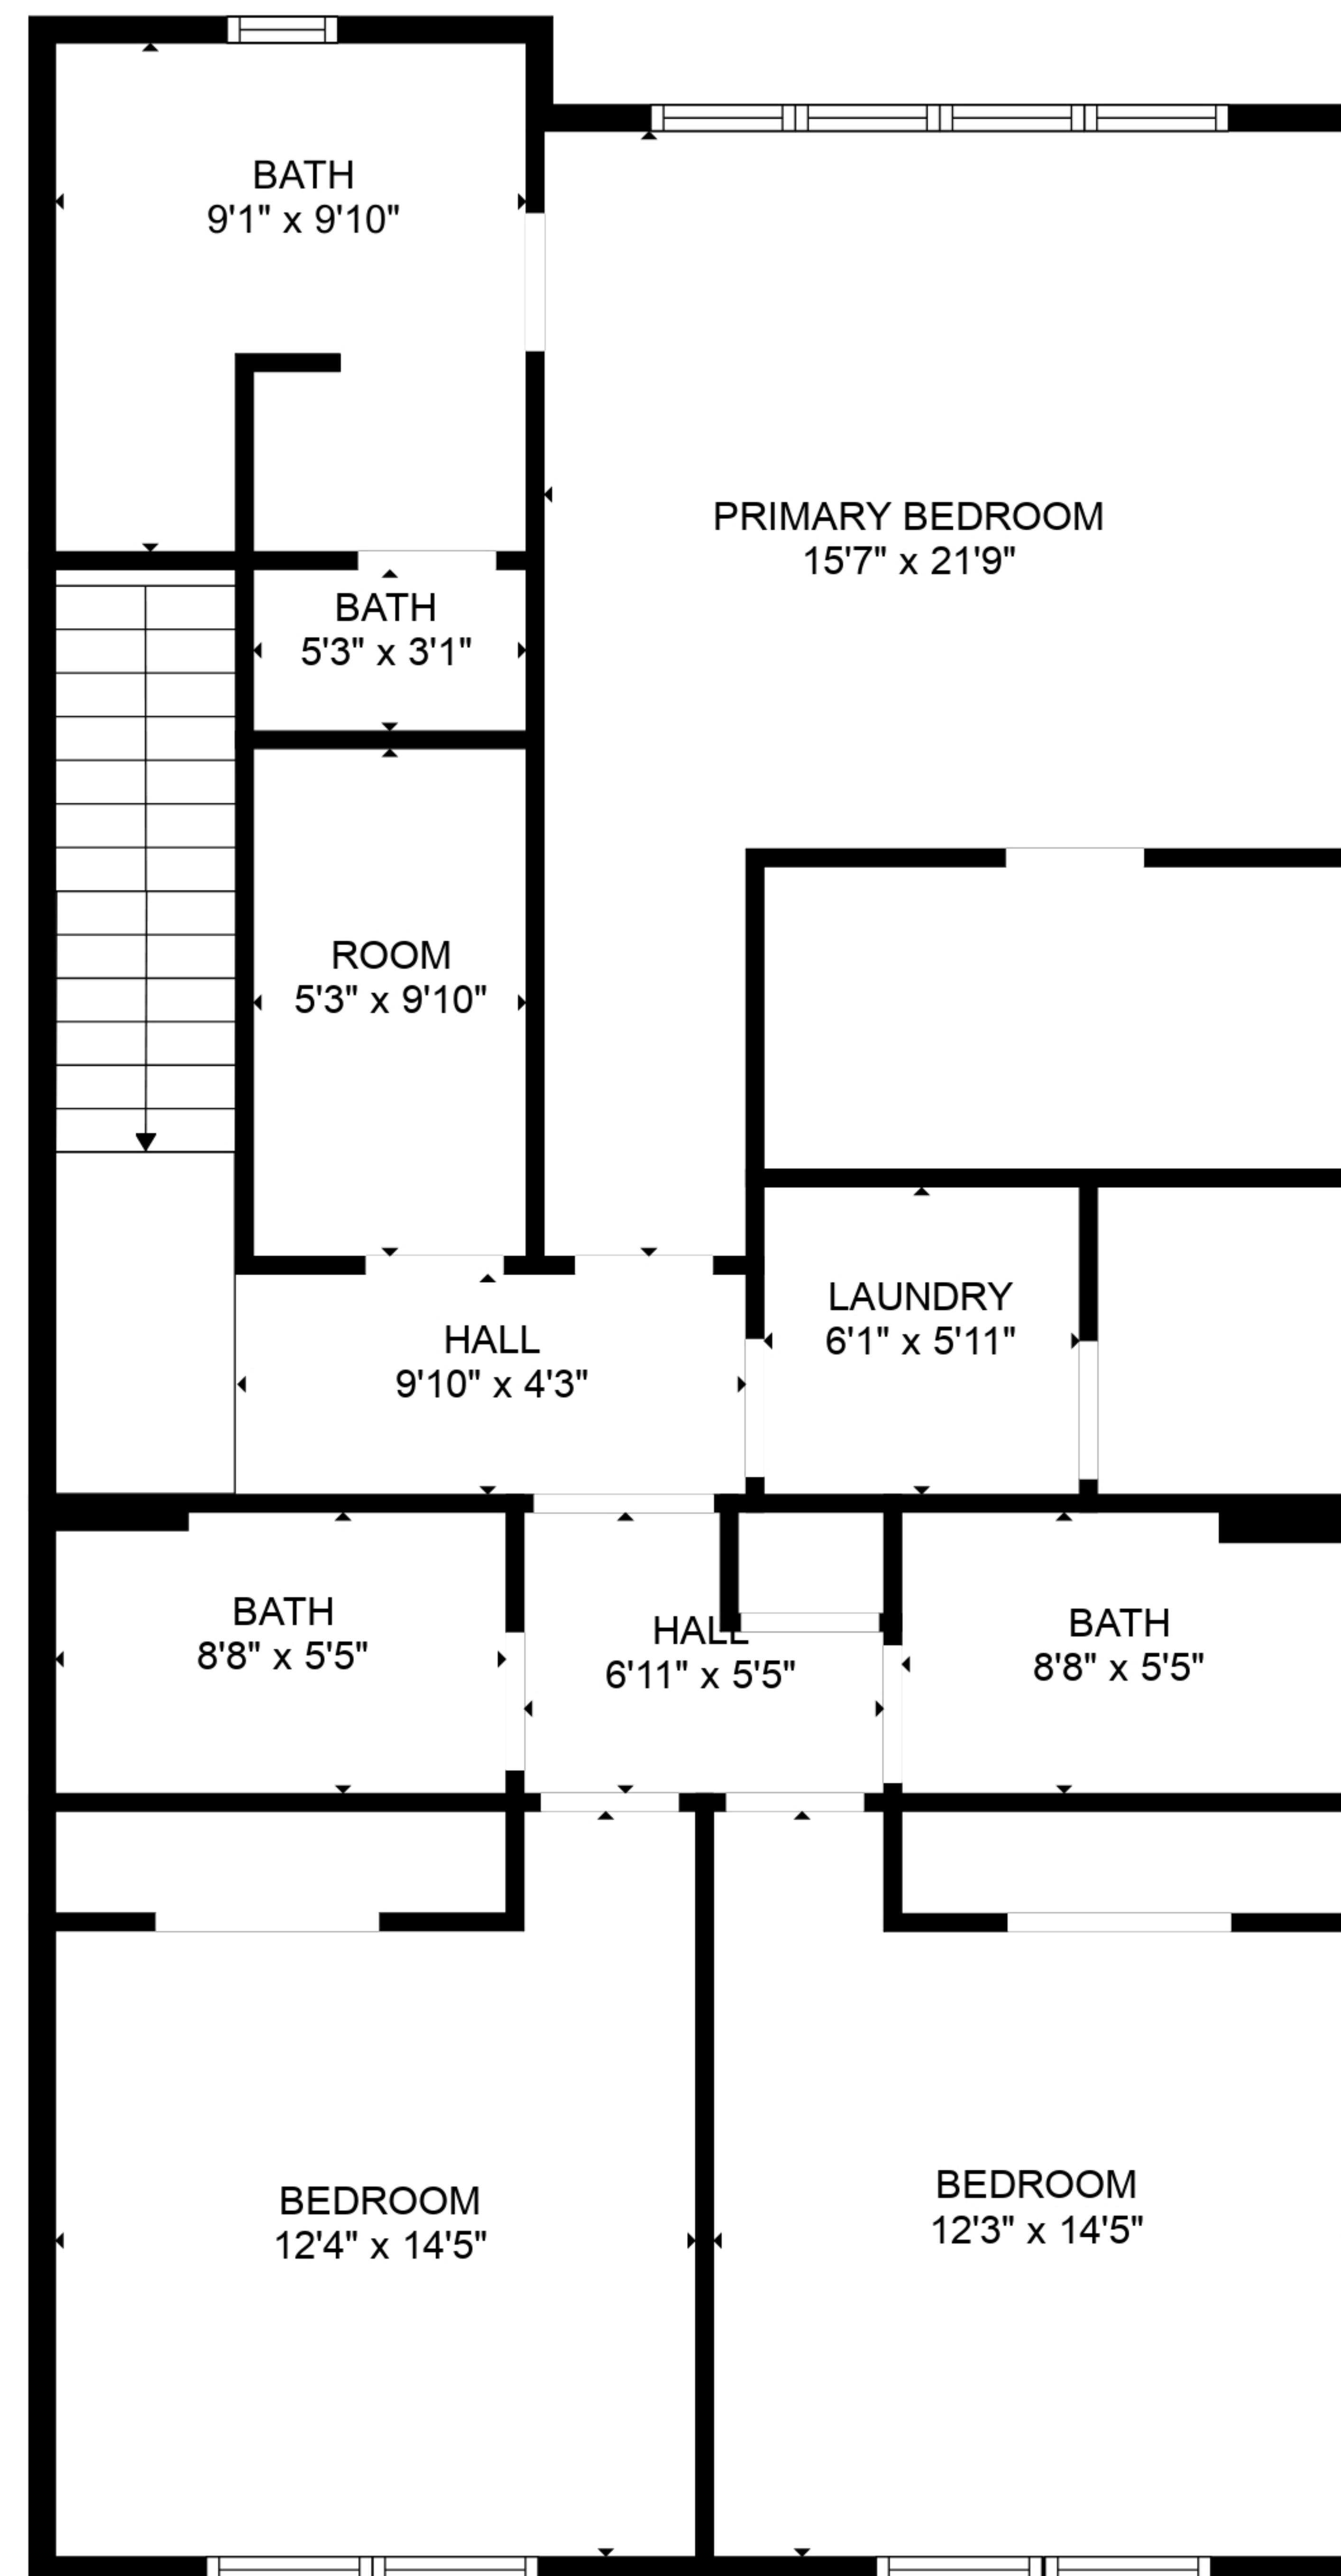 BATH
9'1" x 9'10"
PRIMARY BEDROOM
15'7" x 21'9"
BATH
5'3" x 3'1"
ROOM
5'3" x 9'10"
LAUNDRY
6'1" x 5'11"
HALL
9'10" x 4'3"
BATH
8'8" x 5'5"
HALL
6'11" x 5'5"
BATH
8'8" x 5'5"
BEDROOM
12'4" x 14'5"
BEDROOM
12'3" x 14'5"